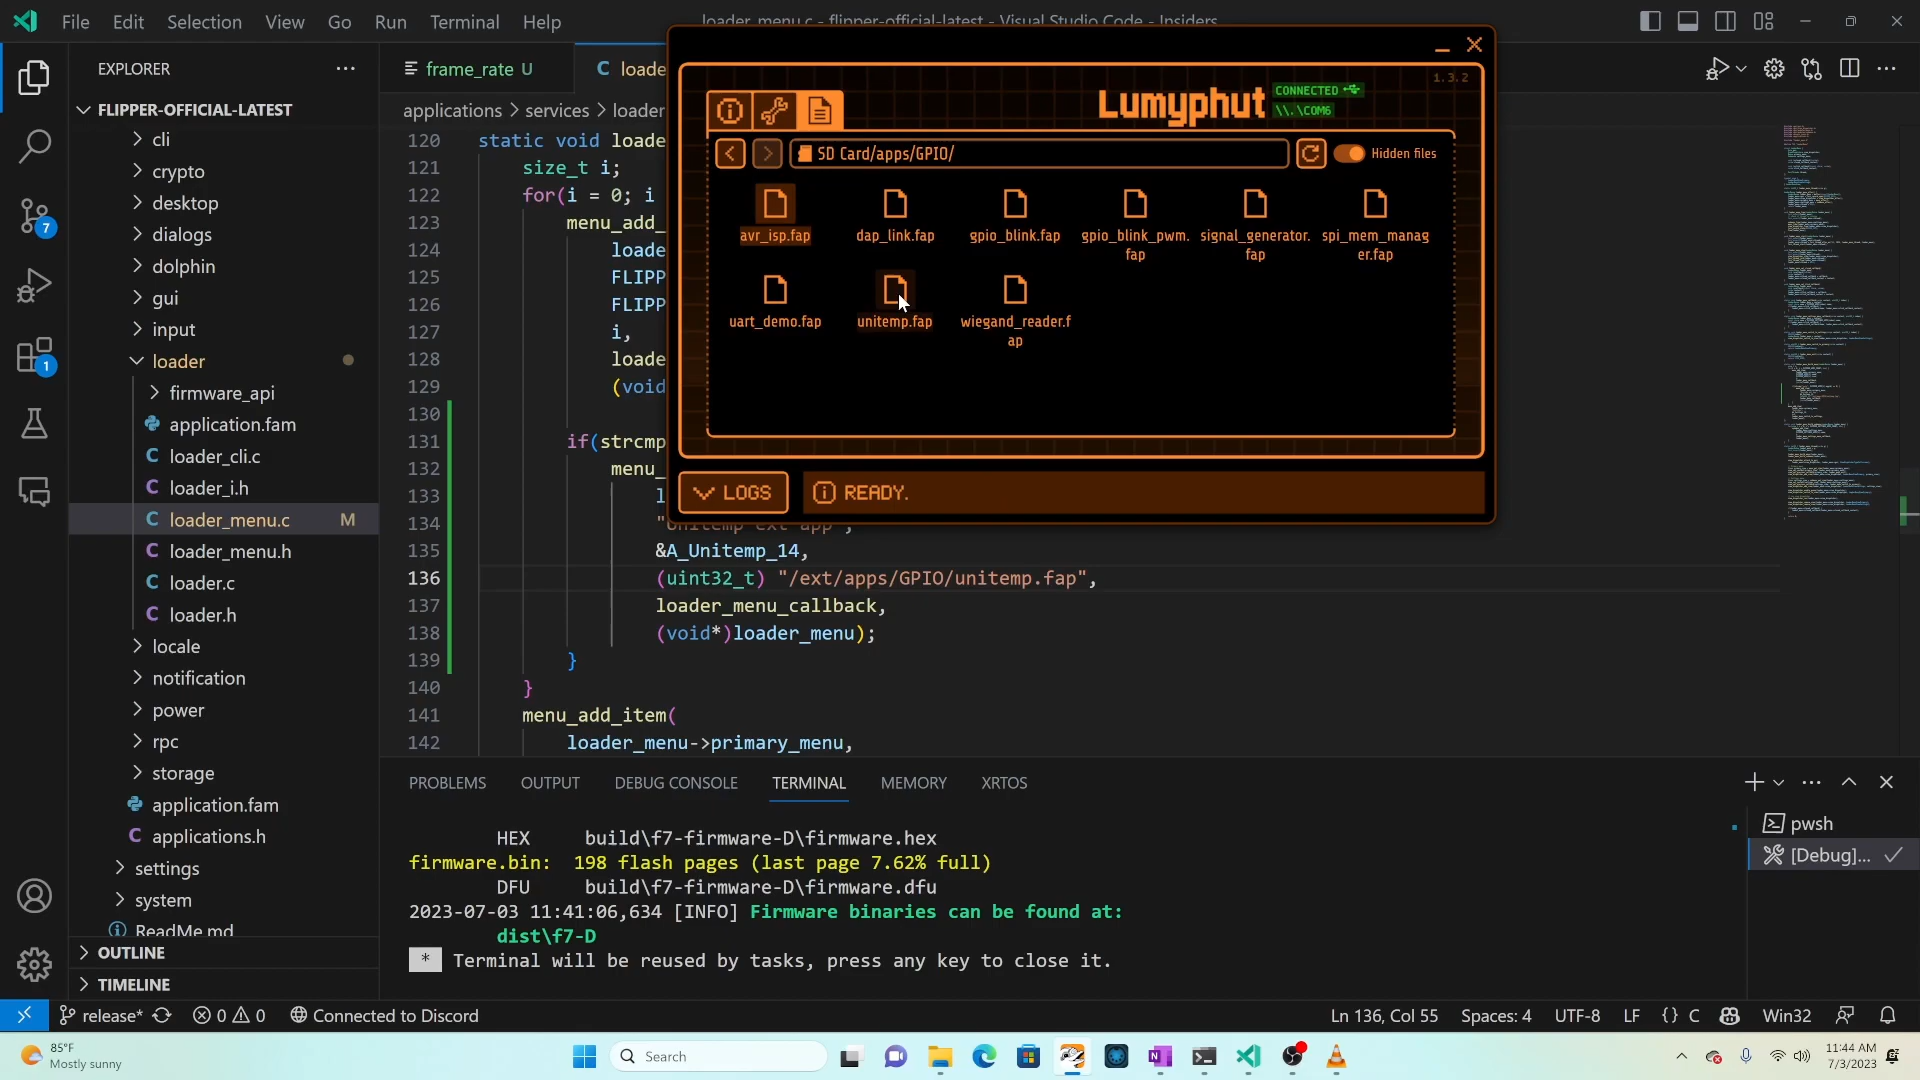 File Edit Selection View Go Run Terminal Help
loader_menu.c - flipper-official-latest - Visual Studio Code - Insiders
EXPLORER
FLIPPER-OFFICIAL-LATEST
cli
crypto
desktop
dialogs
dolphin
gui
input
loader
firmware_api
application.fam
loader_cli.c
loader_i.h
loader_menu.c M
loader_menu.h
loader.c
loader.h
locale
notification
power
rpc
storage
application.fam
applications.h
settings
system
ReadMe.md
OUTLINE
TIMELINE
7
1
frame_rate U
C loade
applications > services > loader
120 static void loade
121 size_t i;
122 for(i = 0; i
123 menu_add_
124 loade
125 FLIPP
126 FLIPP
127 i,
128 loade
129 (void
130
131 if(strcmp
132 menu_
133 l
134 "Unitemp ext app",
135 &A_Unitemp_14,
136 (uint32_t) "/ext/apps/GPIO/unitemp.fap",
137 loader_menu_callback,
138 (void*)loader_menu);
139 }
140 }
141 menu_add_item(
142 loader_menu->primary_menu,
1.3.2
Lumyphut
CONNECTED
\\.\COM6
SD Card/apps/GPIO/
Hidden files
avr_isp.fap
dap_link.fap
gpio_blink.fap
gpio_blink_pwm.
fap
signal_generator.
fap
spi_mem_manag
er.fap
uart_demo.fap
unitemp.fap
wiegand_reader.f
ap
LOGS
READY.
PROBLEMS OUTPUT DEBUG CONSOLE TERMINAL MEMORY XRTOS
HEX build\f7-firmware-D\firmware.hex
firmware.bin: 198 flash pages (last page 7.62% full)
DFU build\f7-firmware-D\firmware.dfu
2023-07-03 11:41:06,634 [INFO] Firmware binaries can be found at:
dist\f7-D
* Terminal will be reused by tasks, press any key to close it.
pwsh
[Debug]...
release* 0 0 Connected to Discord
Ln 136, Col 55 Spaces: 4 UTF-8 LF {} C Win32
85°F
Mostly sunny
Search
11:44 AM
7/3/2023